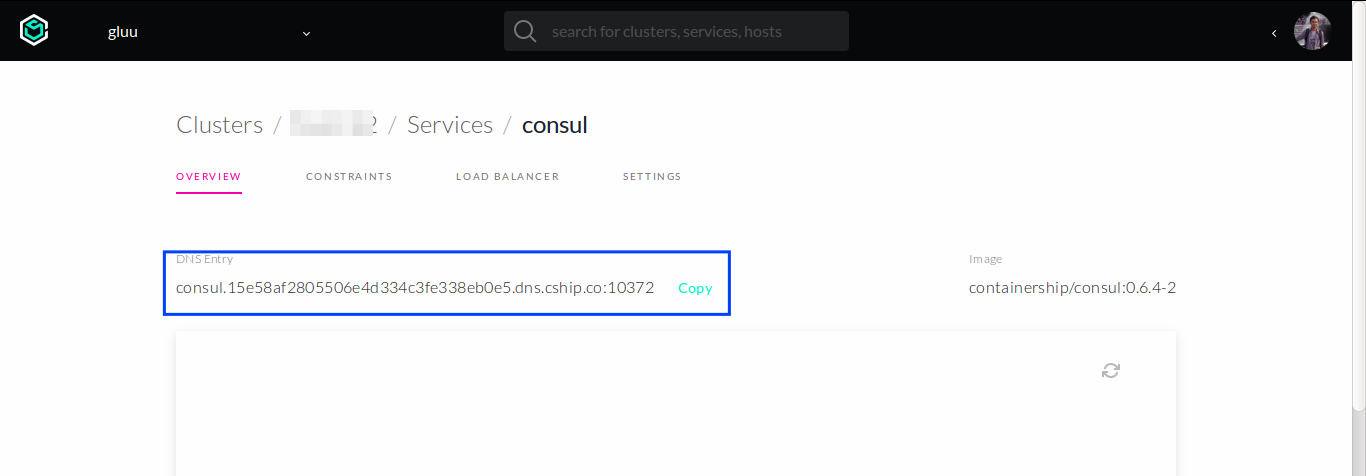 gluu
search for clusters, services, hosts
Clusters / 2 / Services / consul
OVERVIEW CONSTRAINTS LOAD BALANCER SETTINGS
DNS Entry
consul.15e58af2805506e4d334c3fe338eb0e5.dns.cship.co:10372 Copy
Image
containership/consul:0.6.4-2